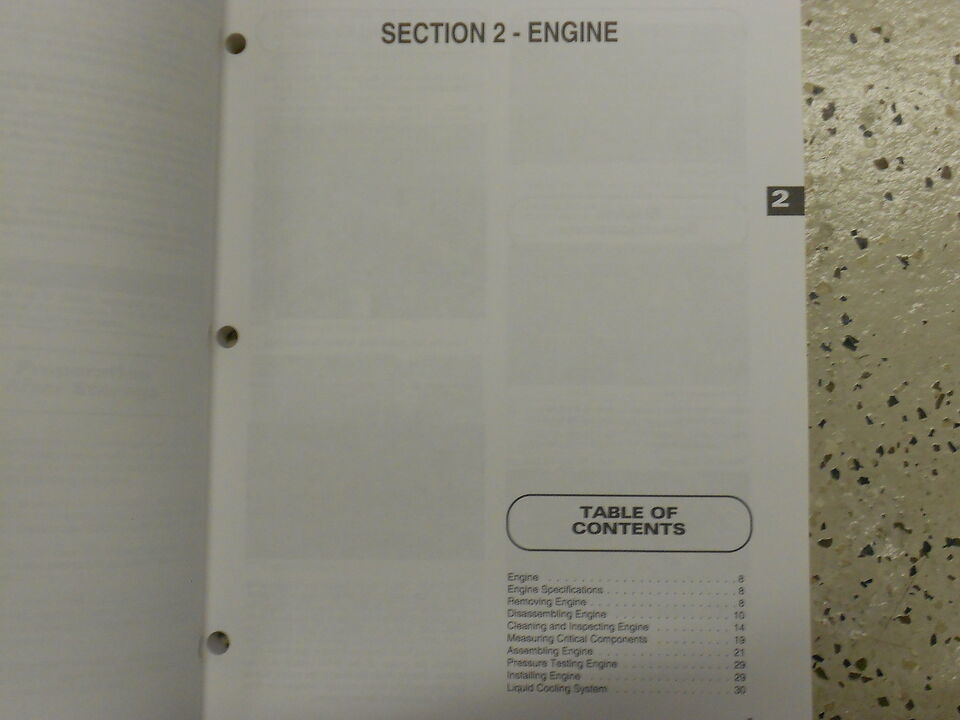 SECTION 2 - ENGINE
2
TABLE OF
CONTENTS
Engine . . . . . . . . . . . . . . . . . . . . . . . 8
Engine Specifications . . . . . . . . . . . . . . . . 8
Removing Engine . . . . . . . . . . . . . . . . . . 8
Disassembling Engine . . . . . . . . . . . . . . . 10
Cleaning and Inspecting Engine . . . . . . . . . . 14
Measuring Critical Components . . . . . . . . . . 19
Assembling Engine . . . . . . . . . . . . . . . . . 21
Pressure Testing Engine . . . . . . . . . . . . . . 29
Installing Engine . . . . . . . . . . . . . . . . . . 29
Liquid Cooling System . . . . . . . . . . . . . . . 30